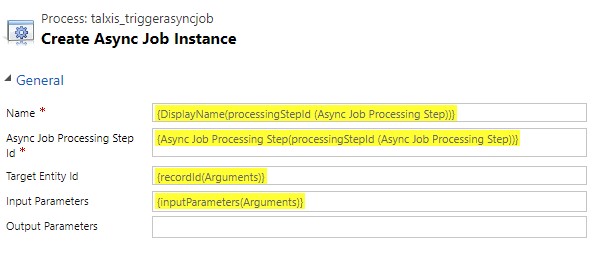 Process: talxis_triggerasyncjob
Create Async Job Instance
General
Name *
{DisplayName(processingStepId (Async Job Processing Step))}
Async Job Processing Step
Id *
{Async Job Processing Step(processingStepId (Async Job Processing Step))}
Target Entity Id
{recordId(Arguments)}
Input Parameters
{inputParameters(Arguments)}
Output Parameters